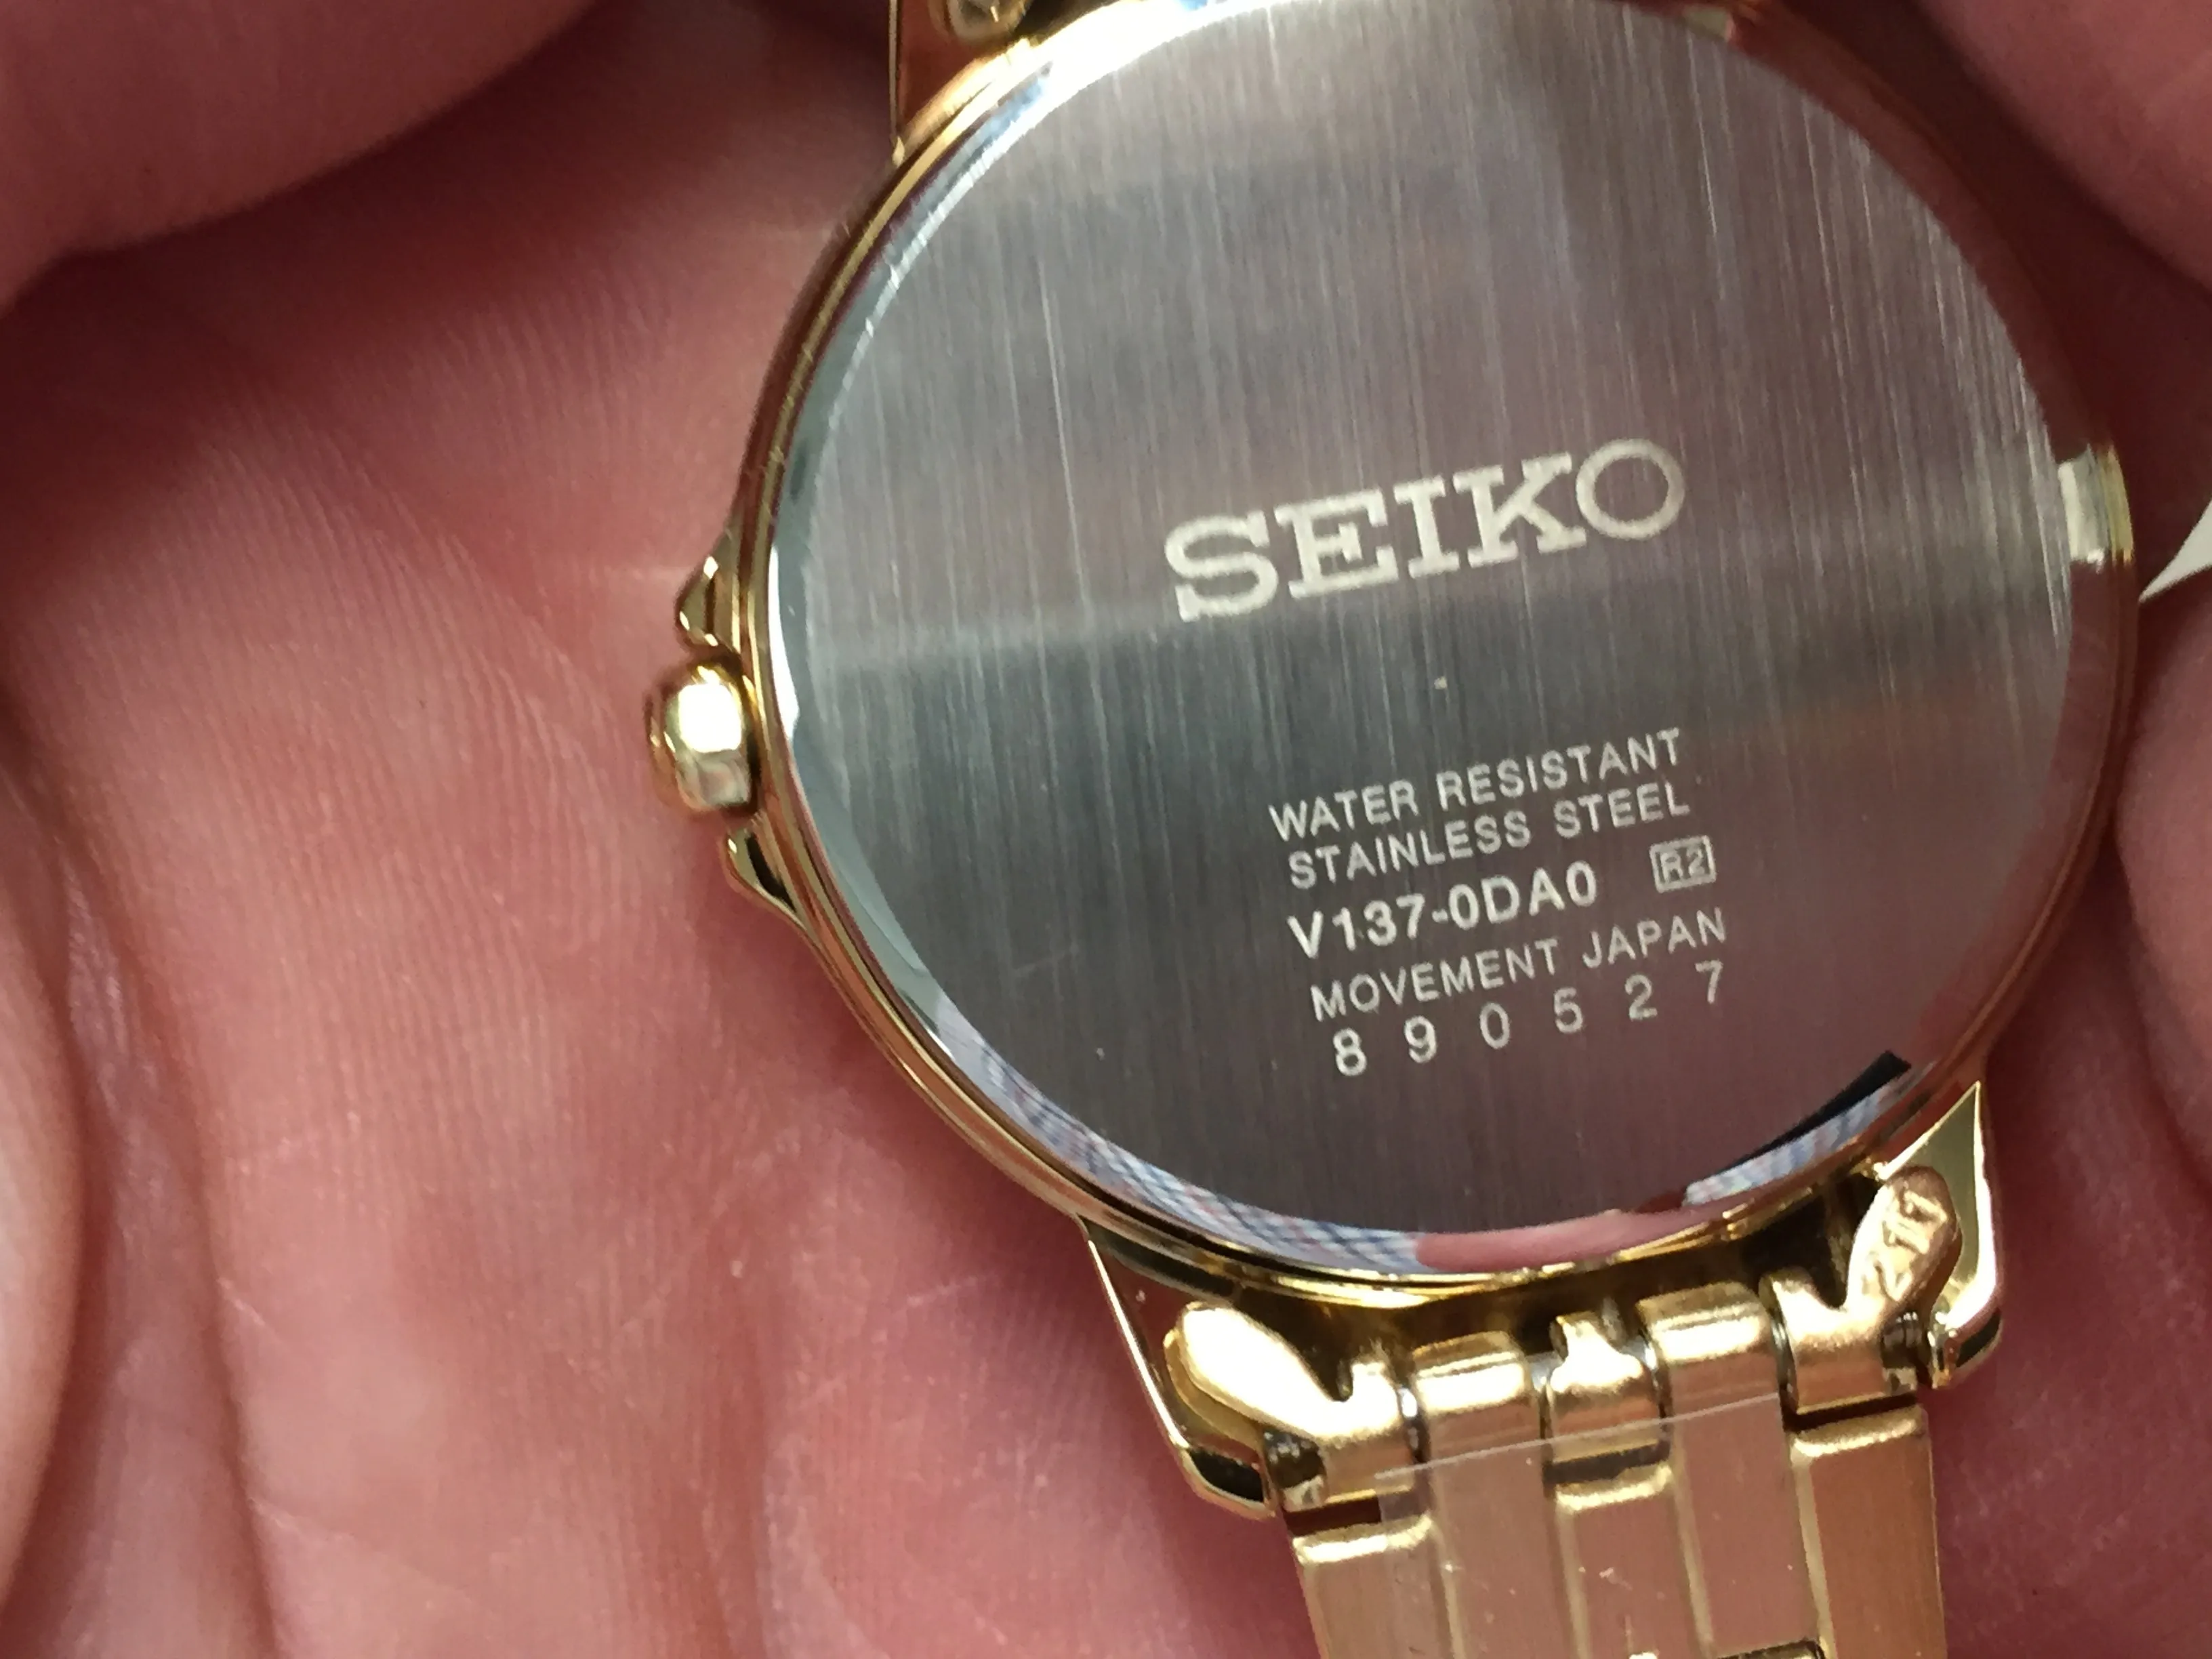 SEIKO
WATER RESISTANT
STAINLESS STEEL
V137-0DA0 R2
MOVEMENT JAPAN
890527